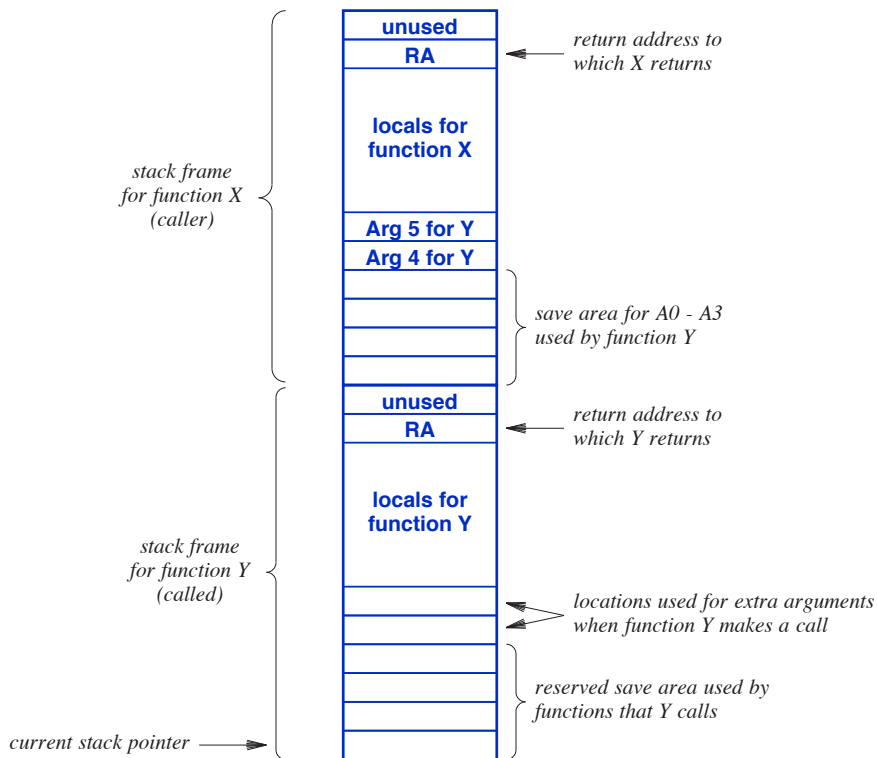 unused
return address to
which X returns
RA
locals for
function X
stack frame
for function X
(caller)
Arg 5 for Y
Arg 4 for Y
save area for A0 - A3
used by function Y
unused
return address to
which Y returns
RA
locals for
function Y
stack frame
for function Y
(called)
locations used for extra arguments
when function Y makes a call
reserved save area used by
functions that Y calls
current stack pointer